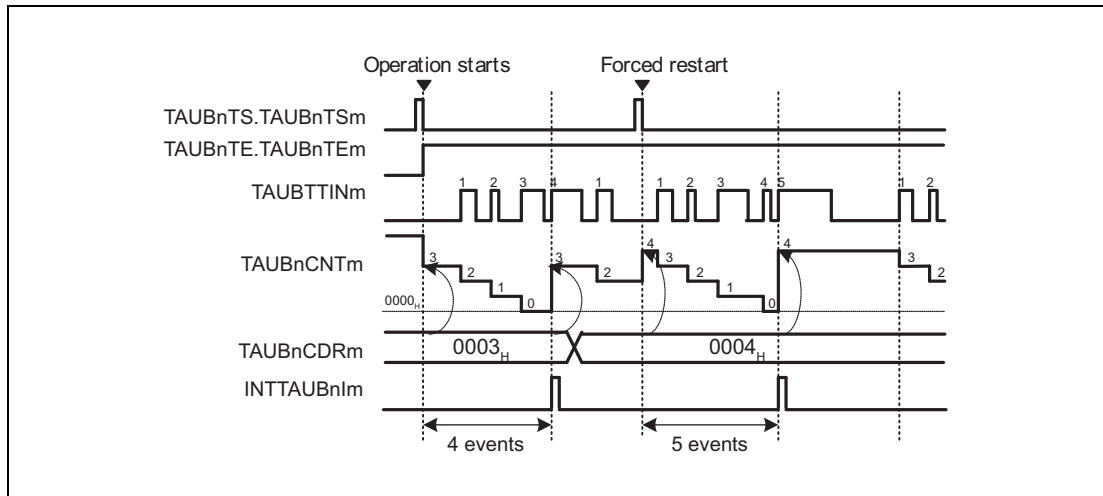 Operation starts Forced restart
TAUBnTS.TAUBnTSm
TAUBnTE.TAUBnTEm
1 2 3 4 1 1 2 3 4 5 1 2
TAUBTTINm
4 4
3 3 3 3
TAUBnCNTm
2 2 2 2
1 1
0000H 0 0
TAUBnCDRm 0003H 0004H
INTTAUBnIm
4 events 5 events